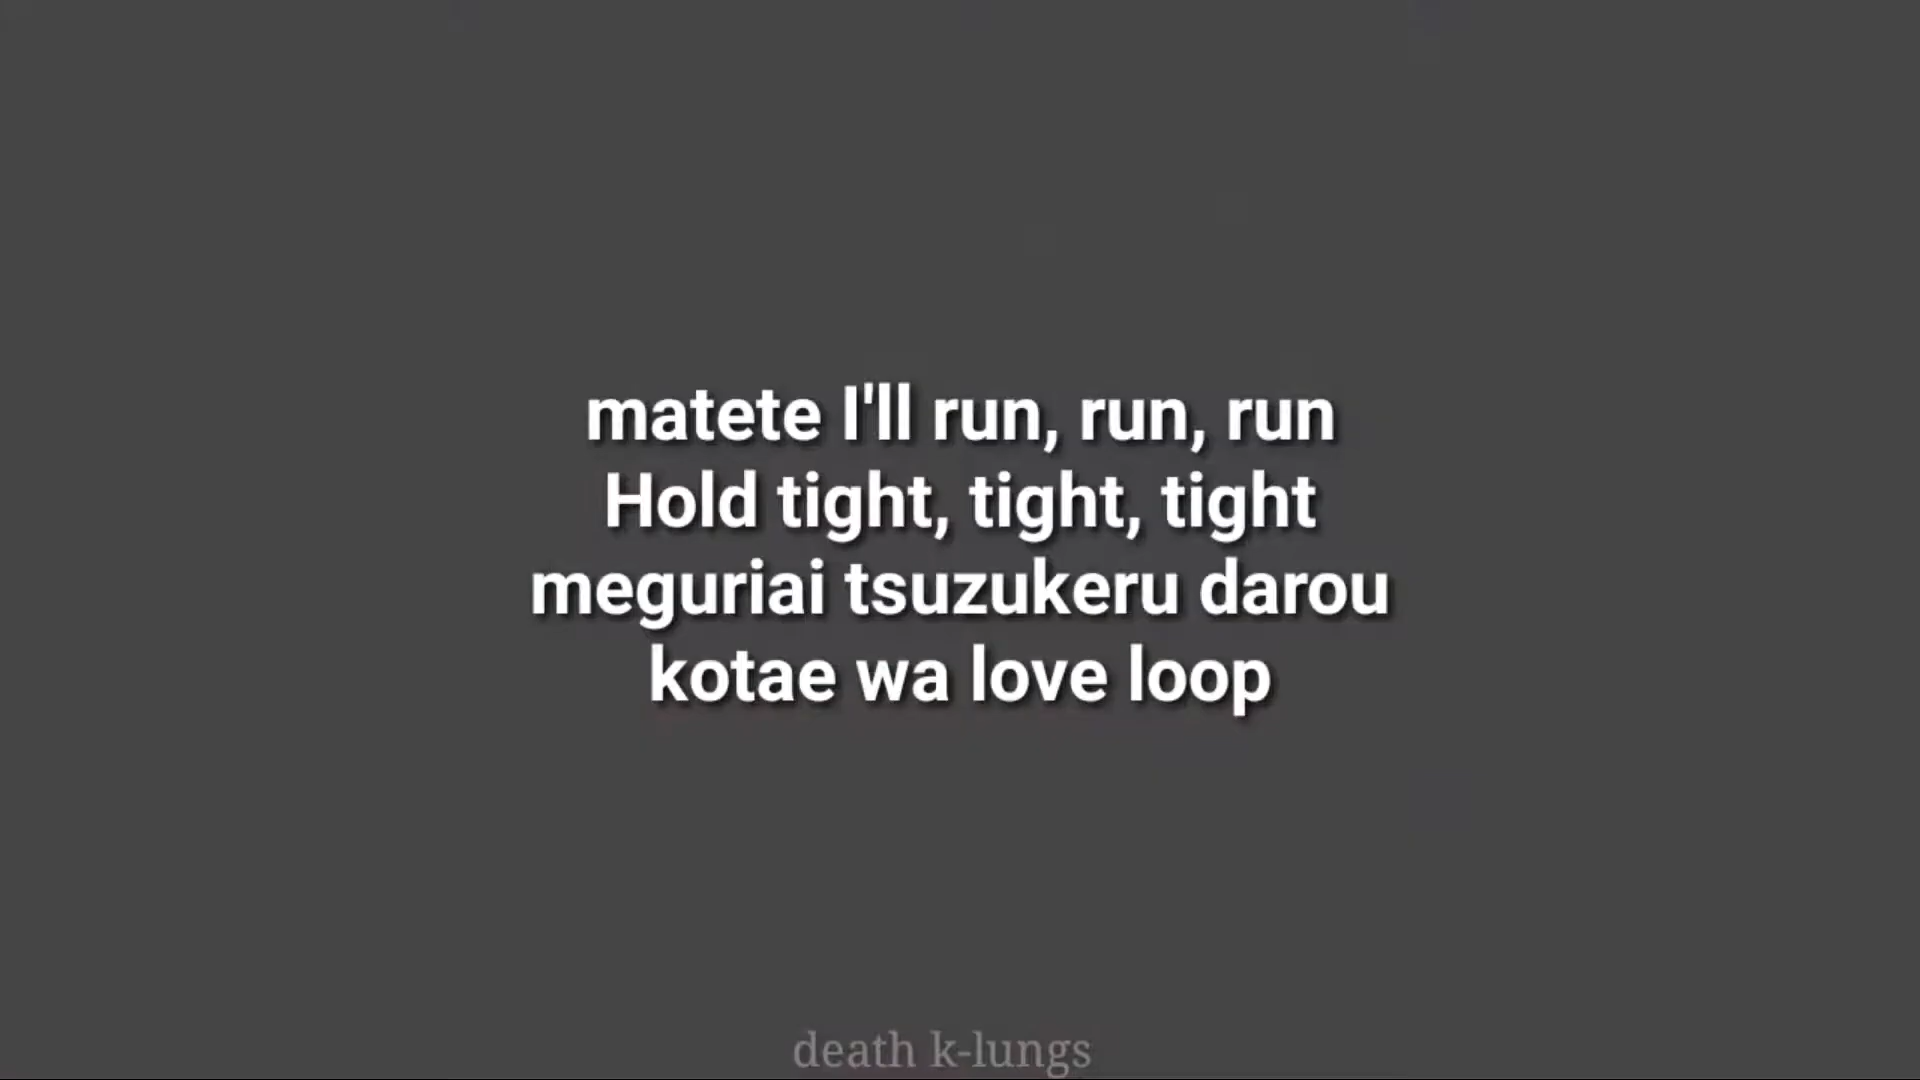 matete I'll run, run, run
Hold tight, tight, tight
meguriai tsuzukeru darou
kotae wa love loop
death k-lungs